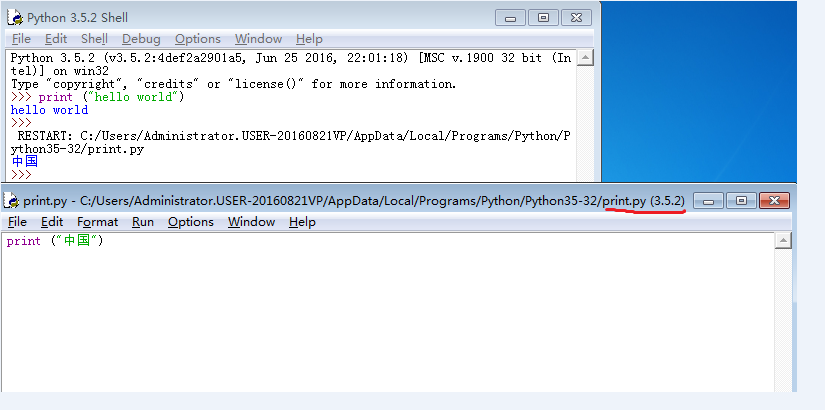 Python 3.5.2 Shell
File Edit Shell Debug Options Window Help
Python 3.5.2 (v3.5.2:4def2a2901a5, Jun 25 2016, 22:01:18) [MSC v.1900 32 bit (In
tel)] on win32
Type "copyright", "credits" or "license()" for more information.
>>> print ("hello world")
hello world
>>>
RESTART: C:/Users/Administrator.USER-20160821VP/AppData/Local/Programs/Python/P
ython35-32/print.py
中国
>>>
print.py - C:/Users/Administrator.USER-20160821VP/AppData/Local/Programs/Python/Python35-32/print.py (3.5.2)
File Edit Format Run Options Window Help
print ("中国")